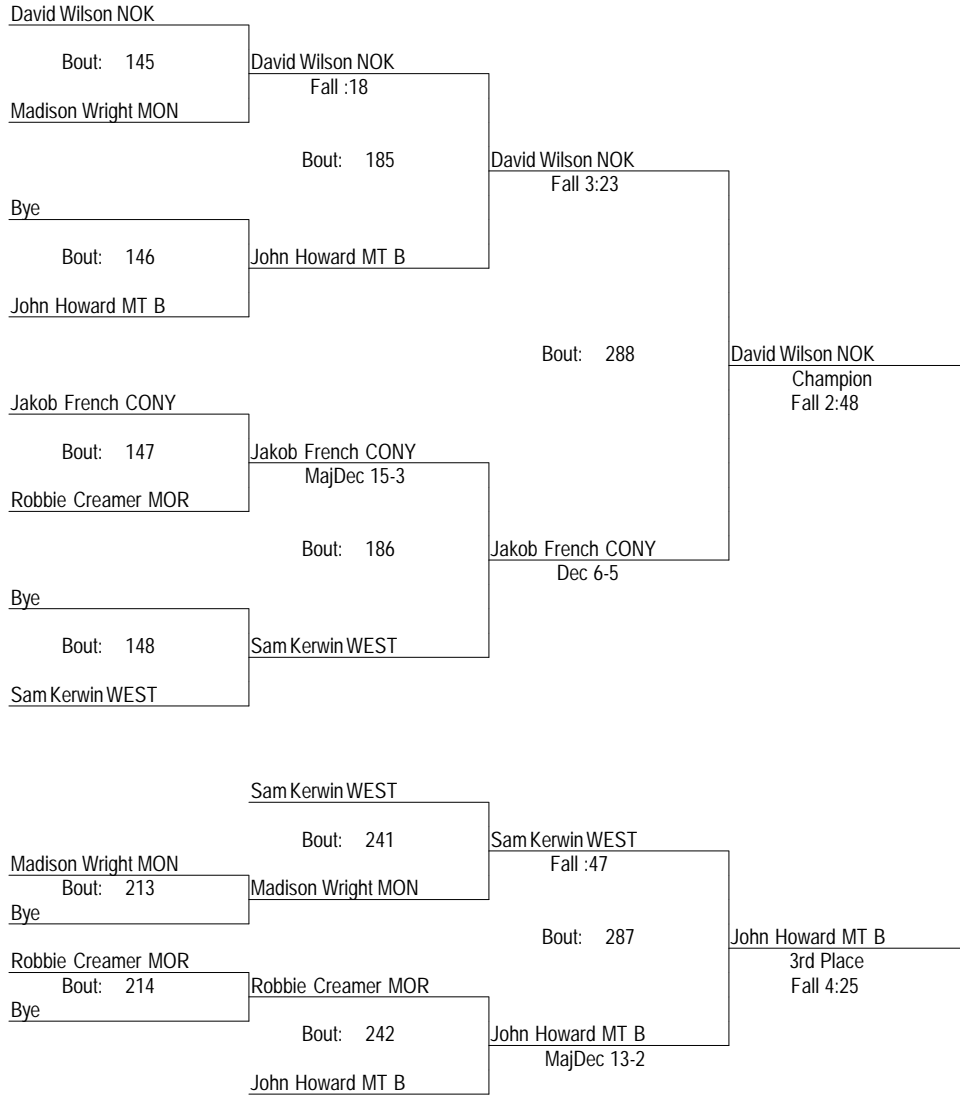 David Wilson NOK
Bout: 145
David Wilson NOK
Fall :18
Madison Wright MON
Bout: 185
David Wilson NOK
Fall 3:23
Bye
Bout: 146
John Howard MT B
John Howard MT B
Bout: 288
David Wilson NOK
Champion
Fall 2:48
Jakob French CONY
Bout: 147
Jakob French CONY
MajDec 15-3
Robbie Creamer MOR
Bout: 186
Jakob French CONY
Dec 6-5
Bye
Bout: 148
Sam Kerwin WEST
Sam Kerwin WEST
Sam Kerwin WEST
Bout: 241
Sam Kerwin WEST
Fall :47
Madison Wright MON
Bout: 213
Madison Wright MON
Bye
Bout: 287
John Howard MT B
3rd Place
Fall 4:25
Robbie Creamer MOR
Bout: 214
Robbie Creamer MOR
Bye
Bout: 242
John Howard MT B
MajDec 13-2
John Howard MT B